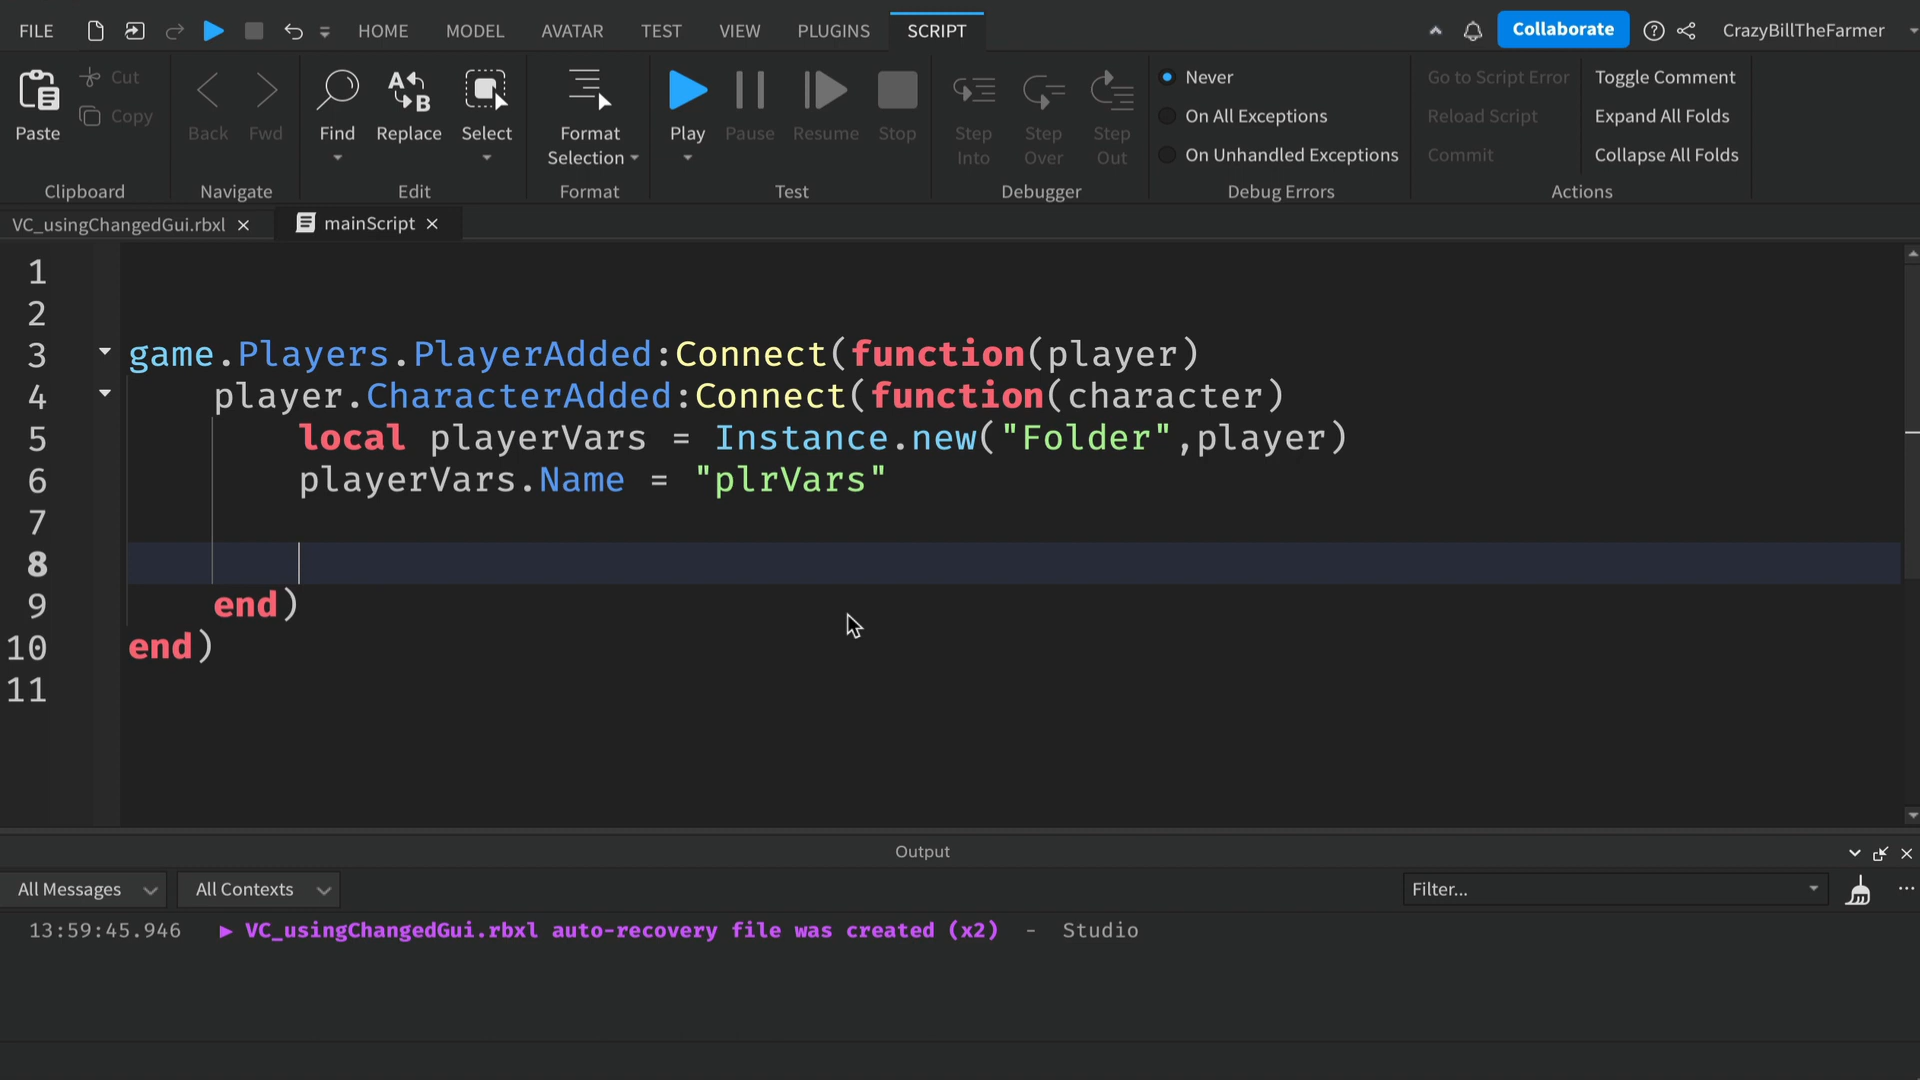 FILE HOME MODEL AVATAR TEST VIEW PLUGINS SCRIPT Collaborate CrazyBillTheFarmer
Paste
Cut
Copy
Clipboard
Back Fwd
Navigate
Find Replace Select
Edit
Format
Selection
Format
Play Pause Resume Stop
Test
Step Into
Step Over
Step Out
Debugger
Never
On All Exceptions
On Unhandled Exceptions
Debug Errors
Go to Script Error
Reload Script
Commit
Toggle Comment
Expand All Folds
Collapse All Folds
Actions
VC_usingChangedGui.rbxl mainScript
1
2
3 game.Players.PlayerAdded:Connect(function(player)
4 player.CharacterAdded:Connect(function(character)
5 local playerVars = Instance.new("Folder",player)
6 playerVars.Name = "plrVars"
7
8
9 end)
10 end)
11
Output
All Messages All Contexts Filter...
13:59:45.946 VC_usingChangedGui.rbxl auto-recovery file was created (x2) - Studio